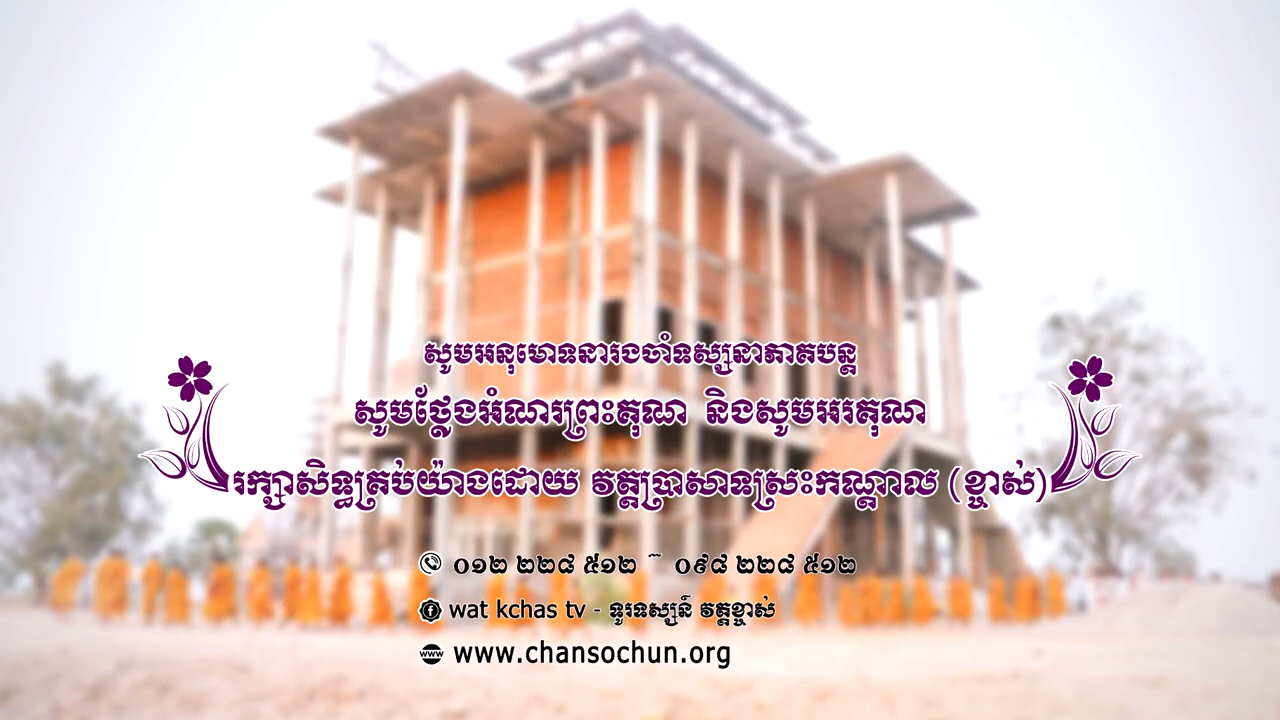 សូមអនុមោទនារងចាំទស្សនាភាគបន្ត
សូមថ្លែងអំណរព្រះគុណ និងសូមអរគុណ
រក្សាសិទ្ធគ្រប់យ៉ាងដោយ វត្តប្រាសាទស្រះកណ្តាល (ខ្ចាស់)
០១២ ២២៨ ៥១២ ~ ០៩៨ ២២៨ ៥១២
wat kchas tv - ទូរទស្សន៍ វត្តខ្ចាស់
www www.chansochun.org